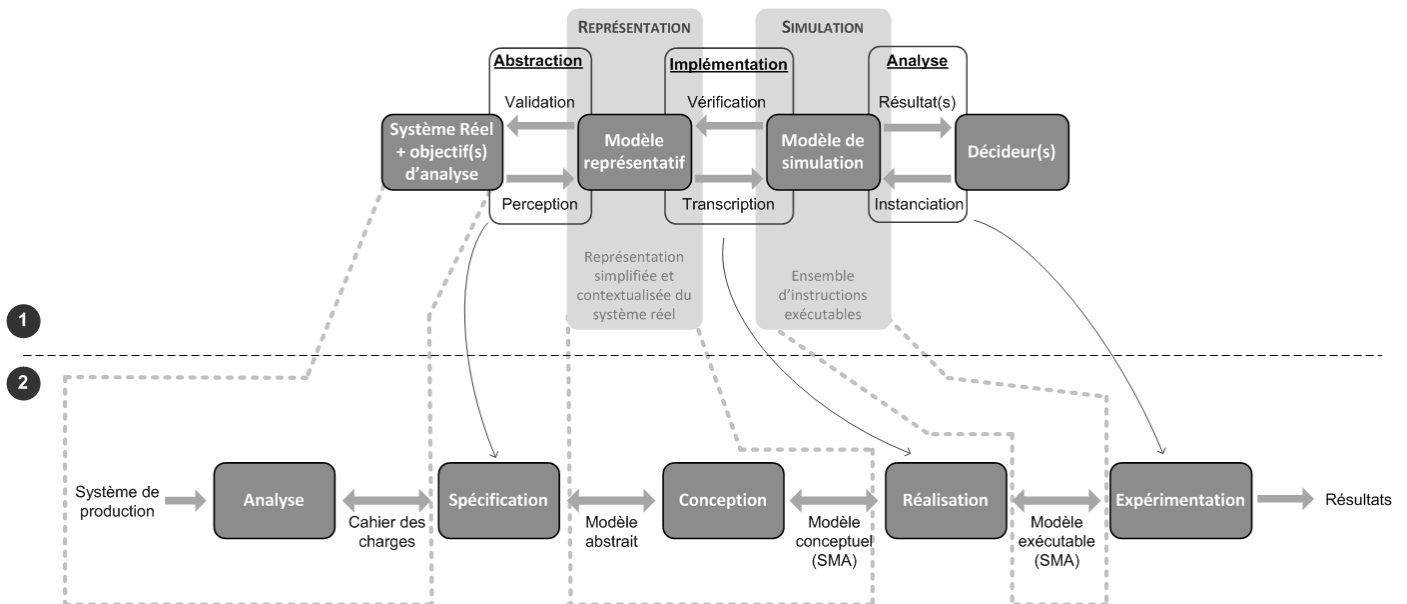 REPRÉSENTATION
SIMULATION
Abstraction
Implémentation
Analyse
Validation
Vérification
Résultat(s)
Système Réel
+ objectif(s)
d'analyse
Modèle
représentatif
Modèle de
simulation
Décideur(s)
Perception
Transcription
Instanciation
Représentation
simplifiée et
contextualisée du
système réel
Ensemble
d'instructions
exécutables
1
2
Système de
production
Analyse
Cahier des
charges
Spécification
Modèle
abstrait
Conception
Modèle
conceptuel
(SMA)
Réalisation
Modèle
exécutable
(SMA)
Expérimentation
Résultats